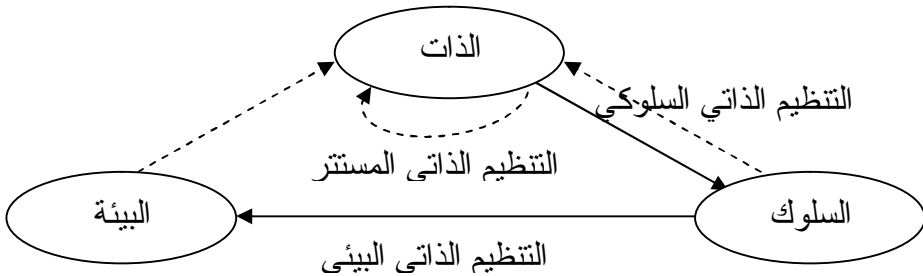 الذات
التنظيم الذاتي السلوكي
التنظيم الذاتي المستتر
السلوك
البيئة
التنظيم الذاتي البيئي